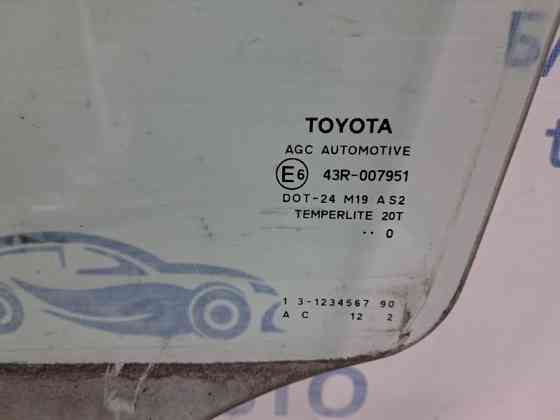 TOYOTA
AGC AUTOMOTIVE
E6 43R-007951
DOT-24 M19 AS2
TEMPERLITE 20T
·· 0
1 3-1234567 90
A C 12 2